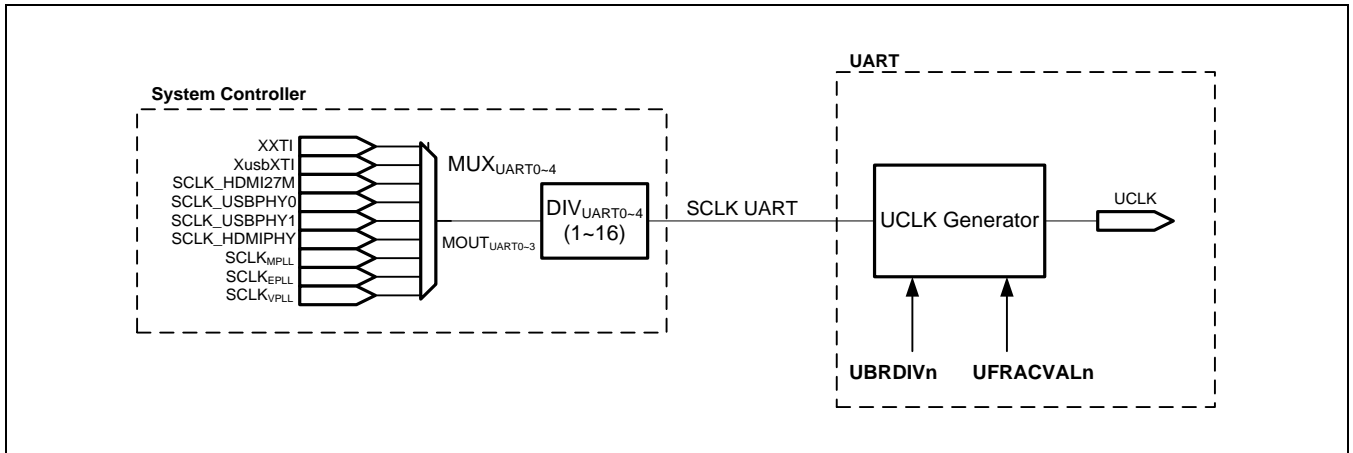 System Controller
XXTI
XusbXTI
SCLK_HDMI27M
SCLK_USBPHY0
SCLK_USBPHY1
SCLK_HDMIPHY
SCLKMPLL
SCLKEPLL
SCLKVPLL
MUXUART0~4
MOUTUART0~3
DIVUART0~4
(1~16)
SCLK UART
UART
UCLK Generator
UCLK
UBRDIVn
UFRACVALn